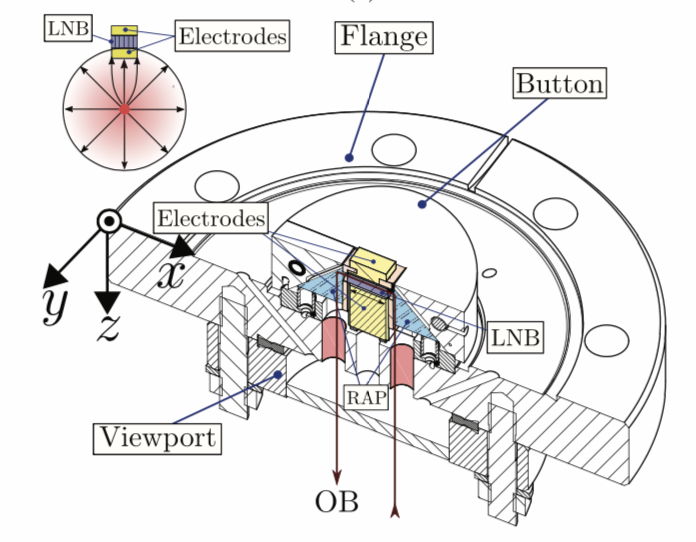 LNB
Electrodes
Flange
Button
Electrodes
x
y
z
LNB
RAP
Viewport
OB